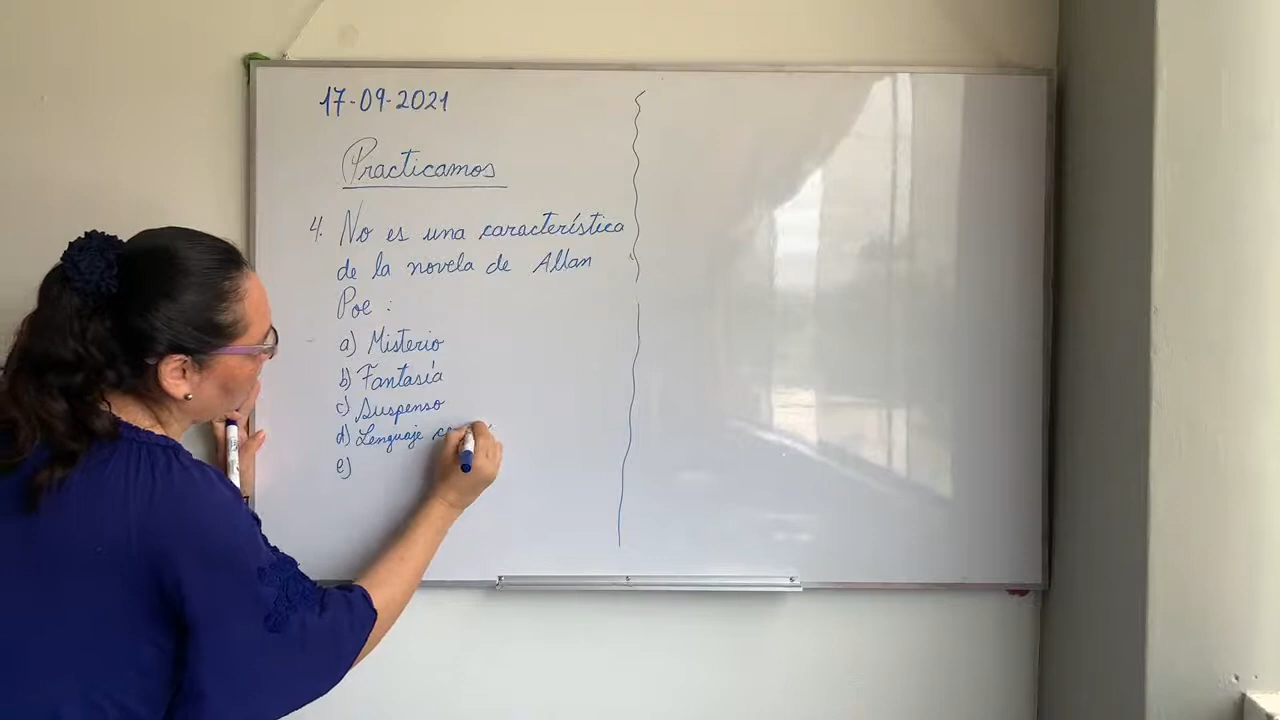 17-09-2021
Practicamos
4. No es una característica
de la novela de Allan
Poe :
a) Misterio
b) Fantasía
c) Suspenso
d) Lenguaje
e)